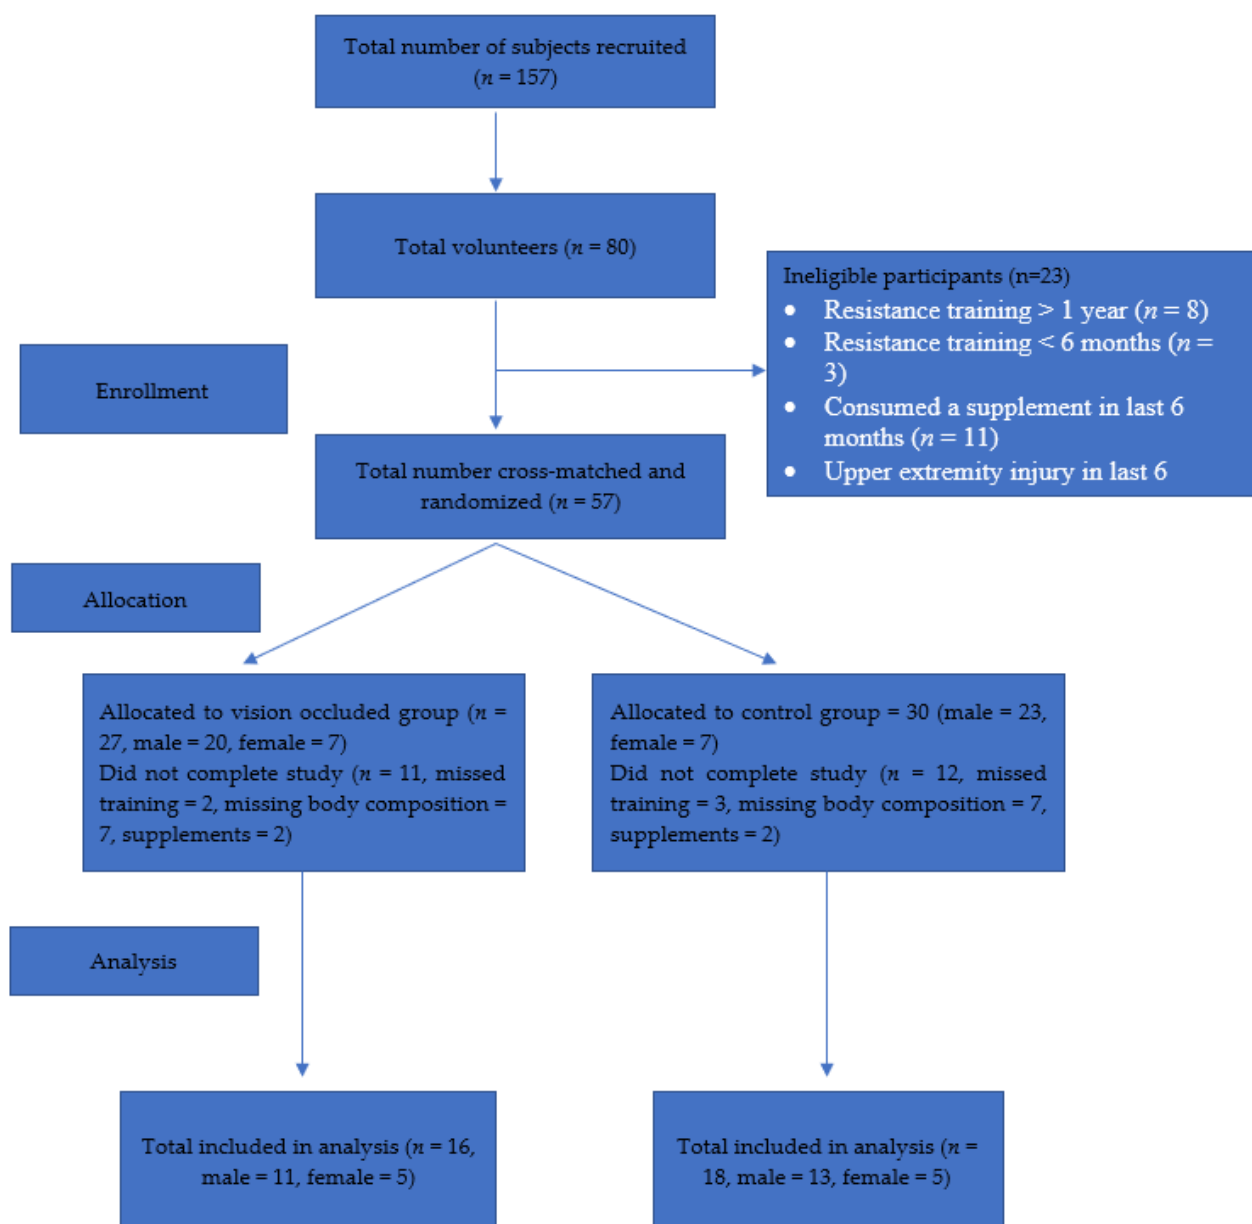 Total number of subjects recruited
(n = 157)
Total volunteers (n = 80)
Ineligible participants (n=23)
• Resistance training > 1 year (n = 8)
• Resistance training < 6 months (n =
3)
• Consumed a supplement in last 6
months (n = 11)
• Upper extremity injury in last 6
Enrollment
Total number cross-matched and
randomized (n = 57)
Allocation
Allocated to vision occluded group (n =
27, male = 20, female = 7)
Did not complete study (n = 11, missed
training = 2, missing body composition =
7, supplements = 2)
Allocated to control group = 30 (male = 23,
female = 7)
Did not complete study (n = 12, missed
training = 3, missing body composition = 7,
supplements = 2)
Analysis
Total included in analysis (n = 16,
male = 11, female = 5)
Total included in analysis (n =
18, male = 13, female = 5)